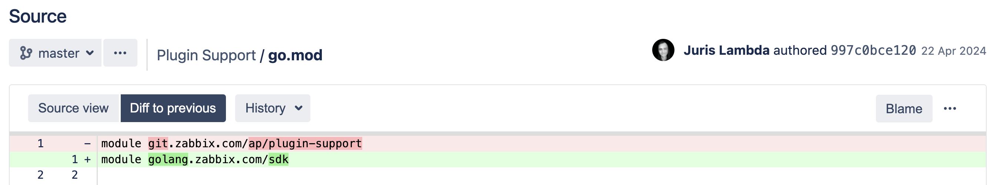 Source
master
Plugin Support / go.mod
Juris Lambda authored 997c0bce120 22 Apr 2024
Source view Diff to previous History
Blame
1 − module git.zabbix.com/ap/plugin-support
1 + module golang.zabbix.com/sdk
2 2